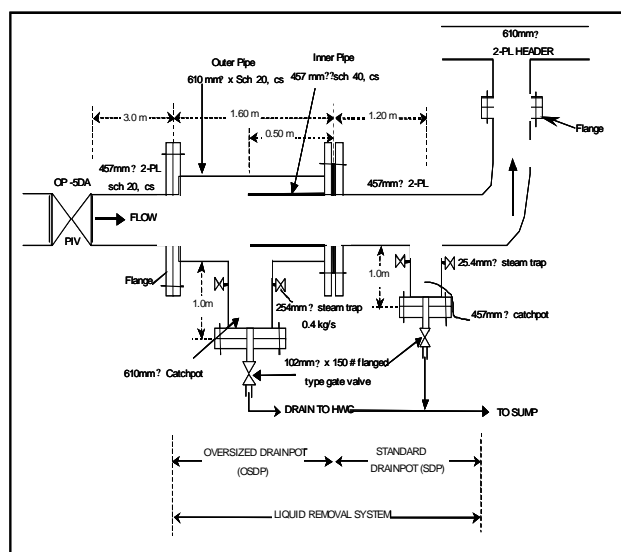 610mm?
2-PL HEADER
Outer Pipe
610 mm? x Sch 20, cs
Inner Pipe
457 mm??sch 40, cs
3.0 m
1.60 m
1.20 m
0.50 m
Flange
457mm? 2-PL
sch 20, cs
457mm? 2-PL
OP -5DA
FLOW
PIV
Flange
1.0m
1.0m
25.4mm? steam trap
254mm? steam trap
0.4 kg/s
457mm? catchpot
610mm? Catchpot
102mm? x 150 # flanged
type gate valve
DRAIN TO HWG
TO SUMP
OVERSIZED DRAINPOT
(OSDP)
STANDARD
DRAINPOT (SDP)
LIQUID REMOVAL SYSTEM